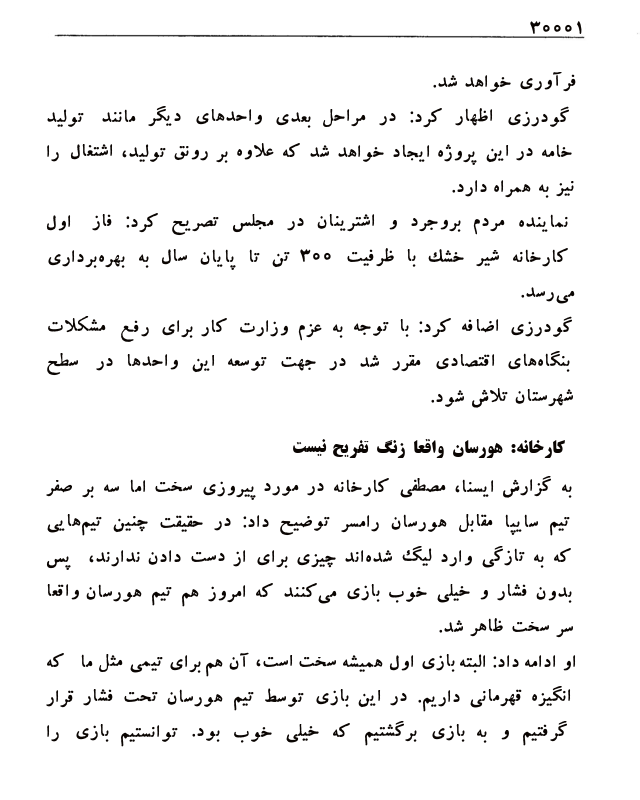 ۳۰۰۰۱
فرآوری خواهد شد.
گودرزی اظهار کرد: در مراحل بعدی واحدهای دیگر مانند تولید
خامه در این پروژه ایجاد خواهد شد که علاوه بر رونق تولید، اشتغال را
نیز به همراه دارد.
نماینده مردم بروجرد و اشترینان در مجلس تصریح کرد: فاز اول
کارخانه شیر خشك با ظرفیت ۳۰۰ تن تا پایان سال به بهره‌برداری
می‌رسد.
گودرزی اضافه کرد: با توجه به عزم وزارت کار برای رفع مشکلات
بنگاه‌های اقتصادی مقرر شد در جهت توسعه این واحدها در سطح
شهرستان تلاش شود.
کارخانه: هورسان واقعا زنگ تفریح نیست
به گزارش ایسنا، مصطفی کارخانه در مورد پیروزی سخت اما سه بر صفر
تیم سایپا مقابل هورسان رامسر توضیح داد: در حقیقت چنین تیم‌هایی
که به تازگی وارد لیگ شده‌اند چیزی برای از دست دادن ندارند، پس
بدون فشار و خیلی خوب بازی می‌کنند که امروز هم تیم هورسان واقعا
سر سخت ظاهر شد.
او ادامه داد: البته بازی اول همیشه سخت است، آن هم برای تیمی مثل ما که
انگیزه قهرمانی داریم. در این بازی توسط تیم هورسان تحت فشار قرار
گرفتیم و به بازی برگشتیم که خیلی خوب بود. توانستیم بازی را